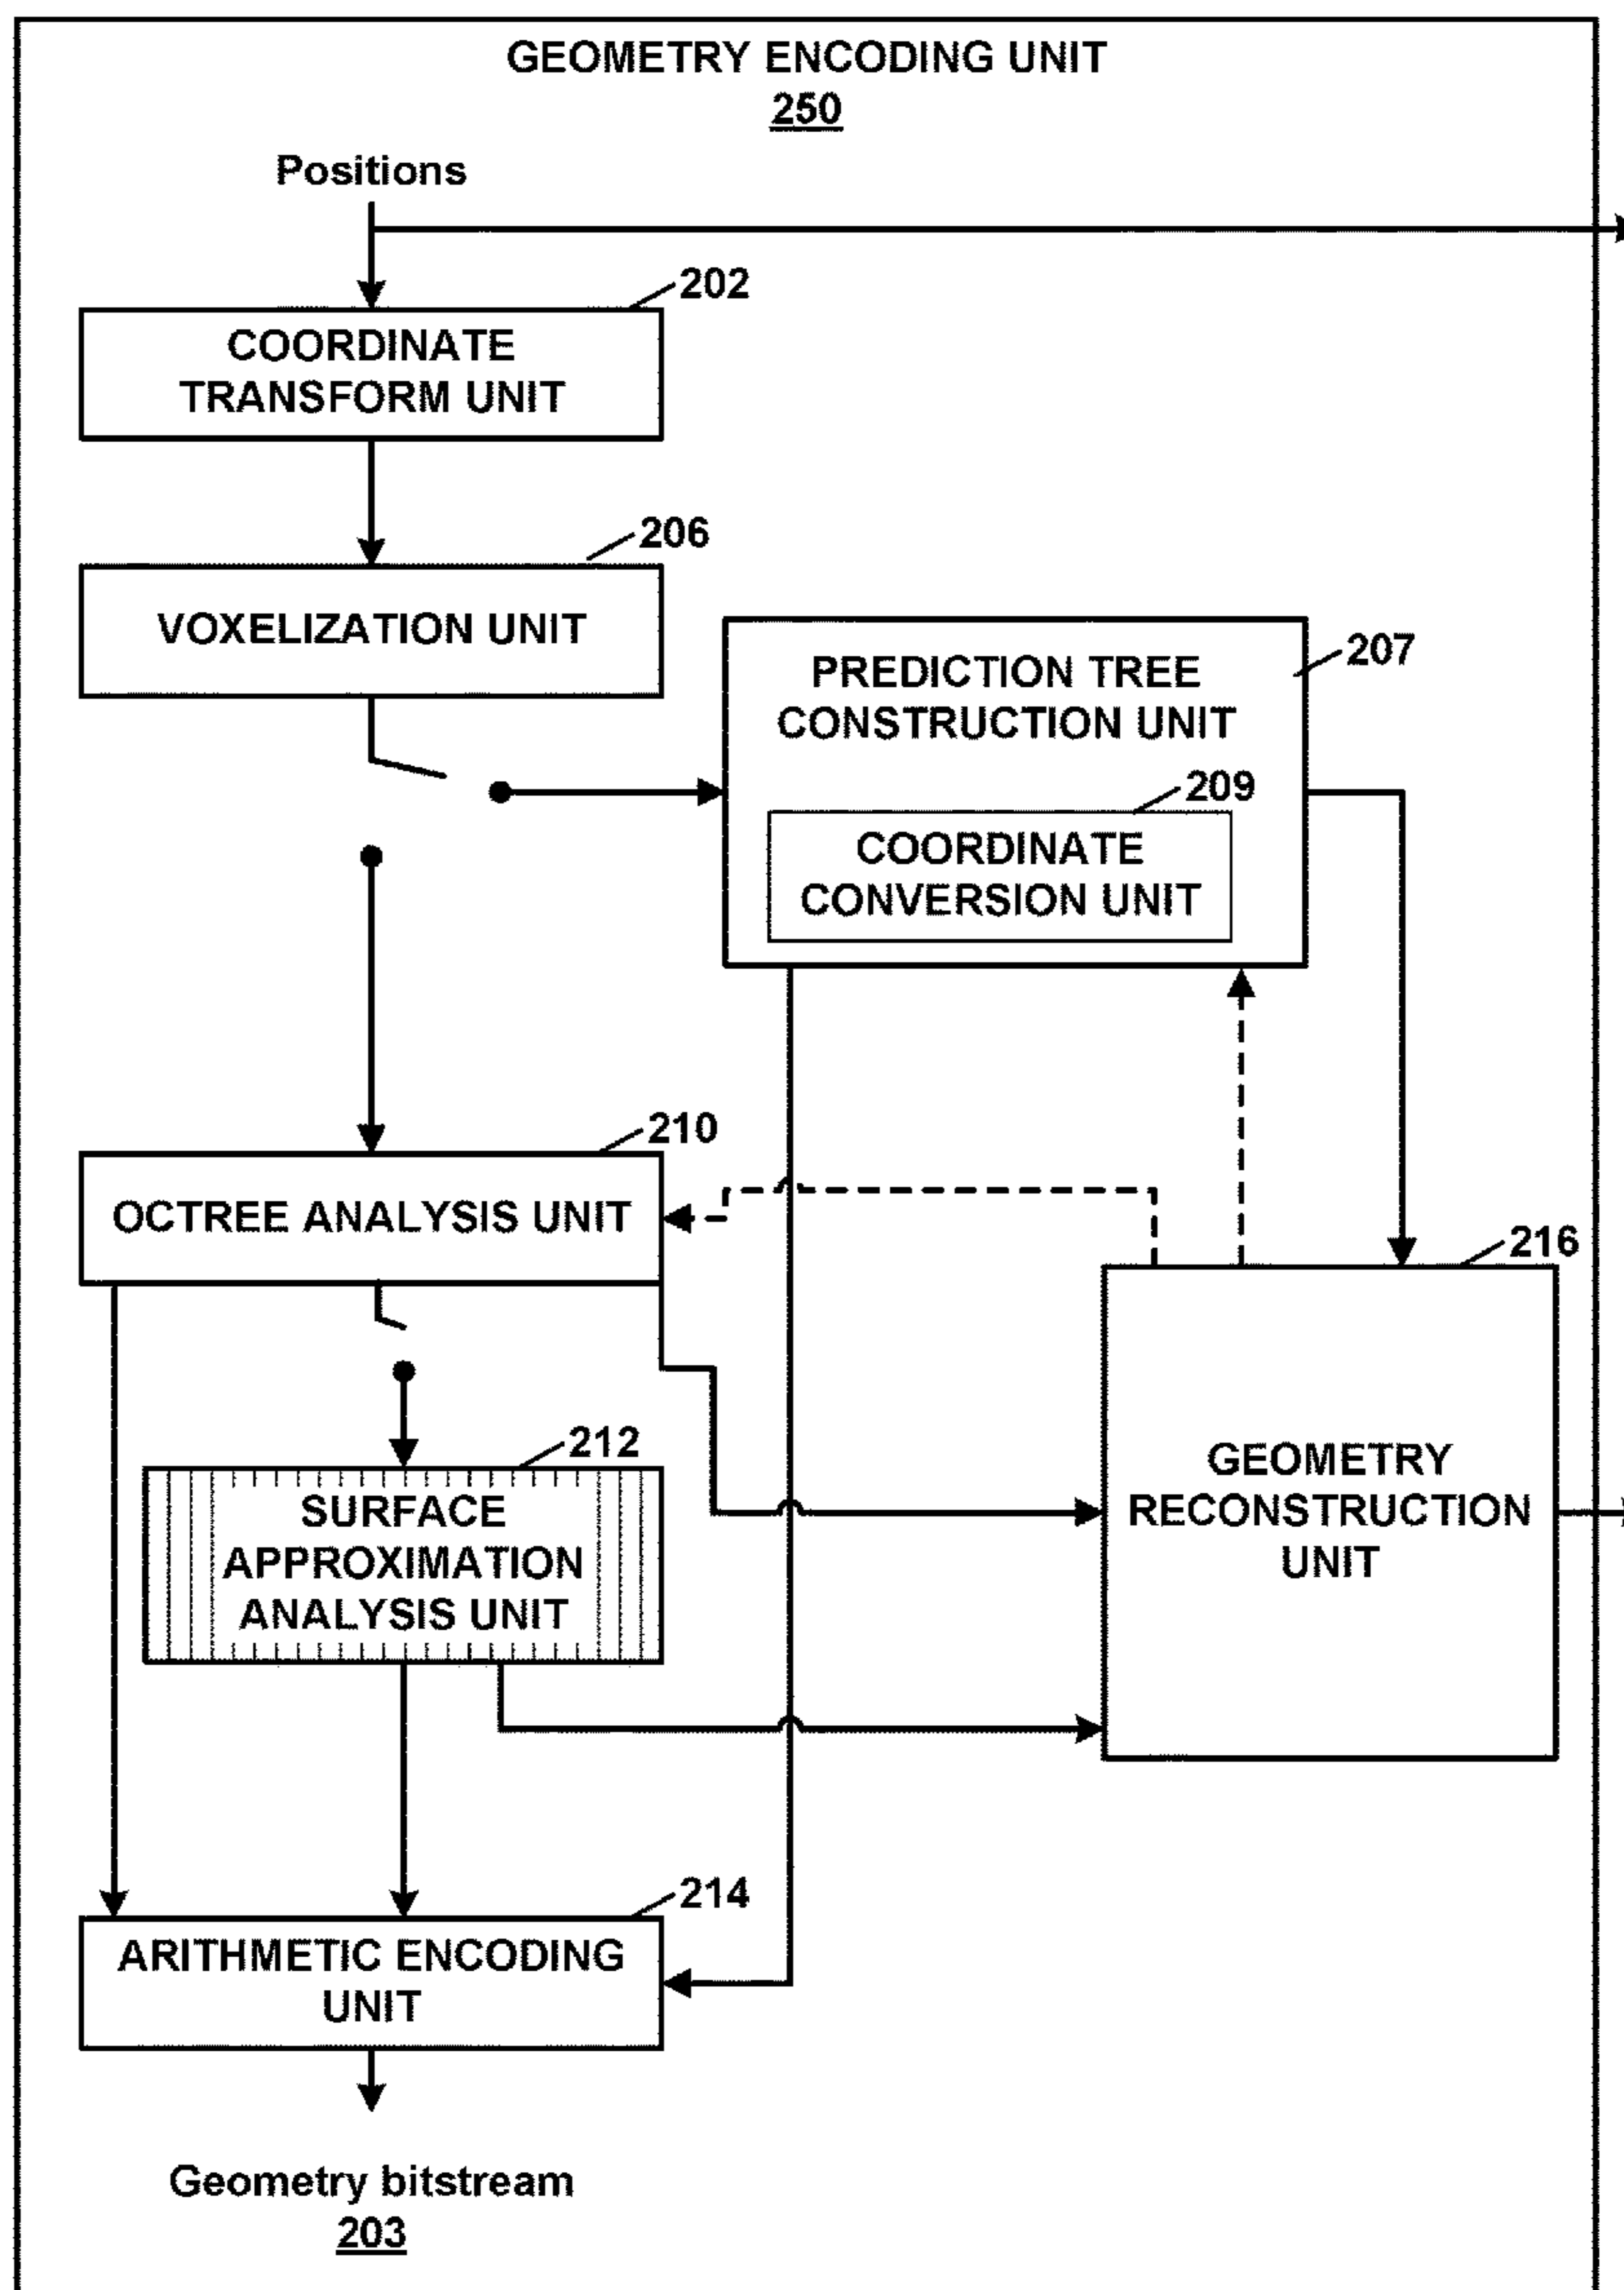 GEOMETRY ENCODING UNIT
250
Positions
202
COORDINATE
TRANSFORM UNIT
206
VOXELIZATION UNIT
207
PREDICTION TREE
CONSTRUCTION UNIT
209
COORDINATE
CONVERSION UNIT
210
OCTREE ANALYSIS UNIT
216
GEOMETRY
RECONSTRUCTION
UNIT
212
SURFACE
APPROXIMATION
ANALYSIS UNIT
214
ARITHMETIC ENCODING
UNIT
Geometry bitstream
203